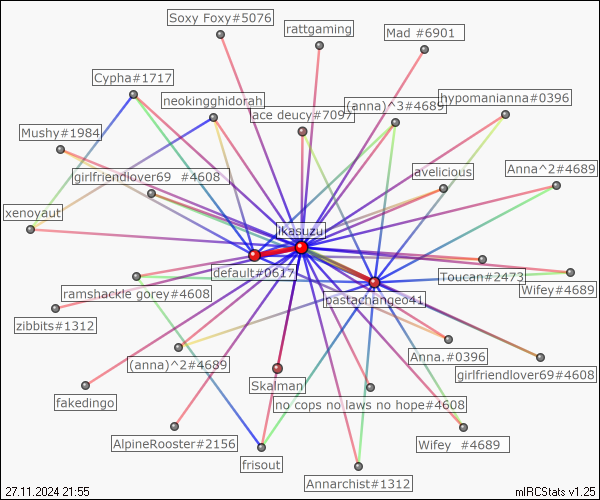 Soxy Foxy#5076
rattgaming
Mad #6901
Cypha#1717
neokingghidorah
ace deucy#7097
(anna)^3#4689
hypomanianna#0396
Mushy#1984
girlfriendlover69 #4608
avelicious
Anna^2#4689
xenoyaut
ikasuzu
default#0617
Toucan#2473
Wifey#4689
ramshackle gorey#4608
pastachangeo41
zibbits#1312
(anna)^2#4689
Anna.#0396
girlfriendlover69#4608
Skalman
fakedingo
no cops no laws no hope#4608
AlpineRooster#2156
Wifey #4689
frisout
Annarchist#1312
27.11.2024 21:55
mIRCStats v1.25